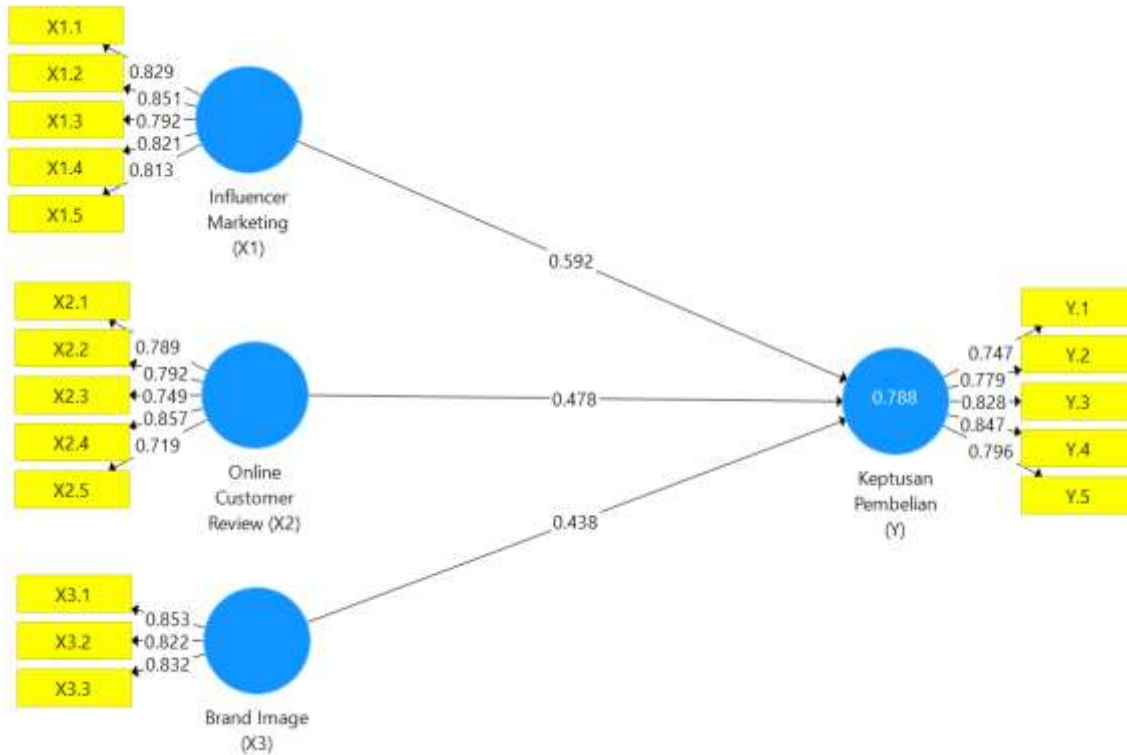 X1.1
X1.2
X1.3
X1.4
X1.5
0.829
0.851
0.792
0.821
0.813
Influencer
Marketing
(X1)
0.592
X2.1
X2.2
X2.3
X2.4
X2.5
0.789
0.792
0.749
0.857
0.719
Online
Customer
Review (X2)
0.478
X3.1
X3.2
X3.3
0.853
0.822
0.832
Brand Image
(X3)
0.438
0.788
Keptusan
Pembelian
(Y)
0.747
0.779
0.828
0.847
0.796
Y.1
Y.2
Y.3
Y.4
Y.5